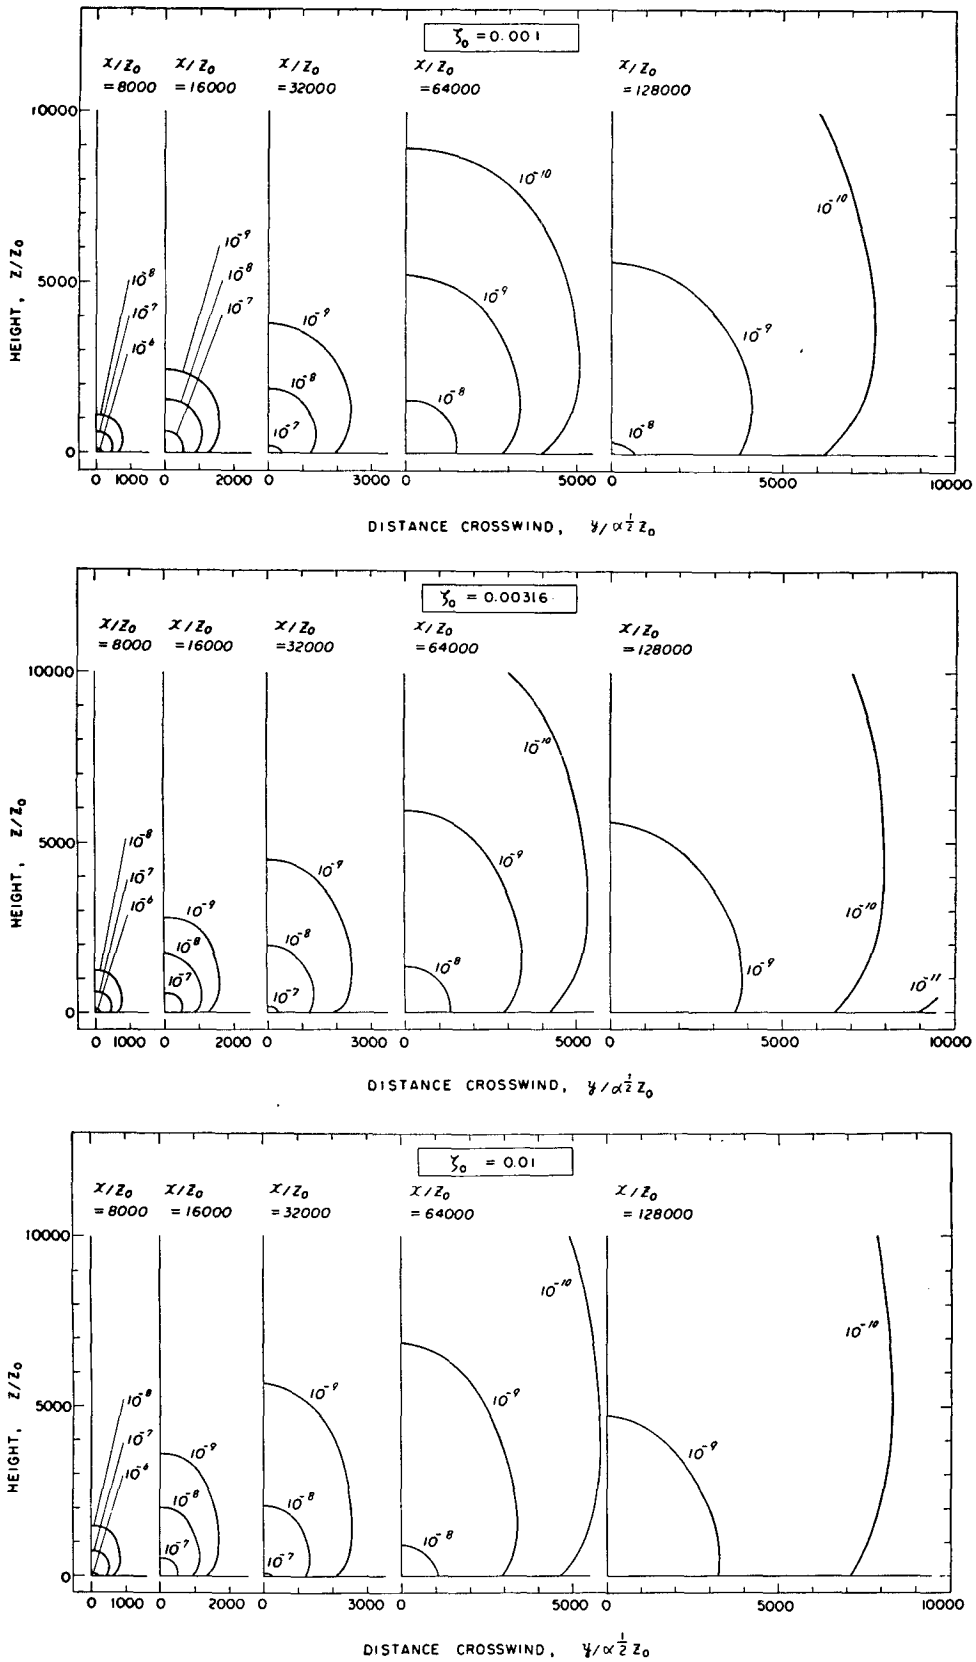 ζ₀ = 0.001
x/z₀ x/z₀ x/z₀ x/z₀ x/z₀
=8000 =16000 =32000 =64000 =128000
10000
5000
0
HEIGHT, Z/Z₀
10⁻⁸
10⁻⁷
10⁻⁶
10⁻⁹
10⁻⁸
10⁻⁷
10⁻⁹
10⁻⁸
10⁻⁷
10⁻¹⁰
10⁻⁹
10⁻⁸
10⁻¹⁰
10⁻⁹
10⁻⁸
0 1000 0 2000 0 3000 0 5000 0 5000 10000
DISTANCE CROSSWIND, y/α^½ Z₀
ζ₀ = 0.00316
x/z₀ x/z₀ x/z₀ x/z₀ x/z₀
=8000 =16000 =32000 =64000 =128000
10000
5000
0
HEIGHT, Z/Z₀
10⁻⁸
10⁻⁷
10⁻⁶
10⁻⁹
10⁻⁸
10⁻⁷
10⁻⁹
10⁻⁸
10⁻⁷
10⁻¹⁰
10⁻⁹
10⁻⁸
10⁻¹⁰
10⁻⁹
10⁻¹¹
0 1000 0 2000 0 3000 0 5000 0 5000 10000
DISTANCE CROSSWIND, y/α^½ Z₀
ζ₀ = 0.01
x/z₀ x/z₀ x/z₀ x/z₀ x/z₀
=8000 =16000 =32000 =64000 =128000
10000
5000
0
HEIGHT, Z/Z₀
10⁻⁸
10⁻⁷
10⁻⁶
10⁻⁹
10⁻⁸
10⁻⁷
10⁻⁹
10⁻⁸
10⁻⁷
10⁻¹⁰
10⁻⁹
10⁻⁸
10⁻¹⁰
10⁻⁹
0 1000 0 2000 0 3000 0 5000 0 5000 10000
DISTANCE CROSSWIND, y/α^½ Z₀